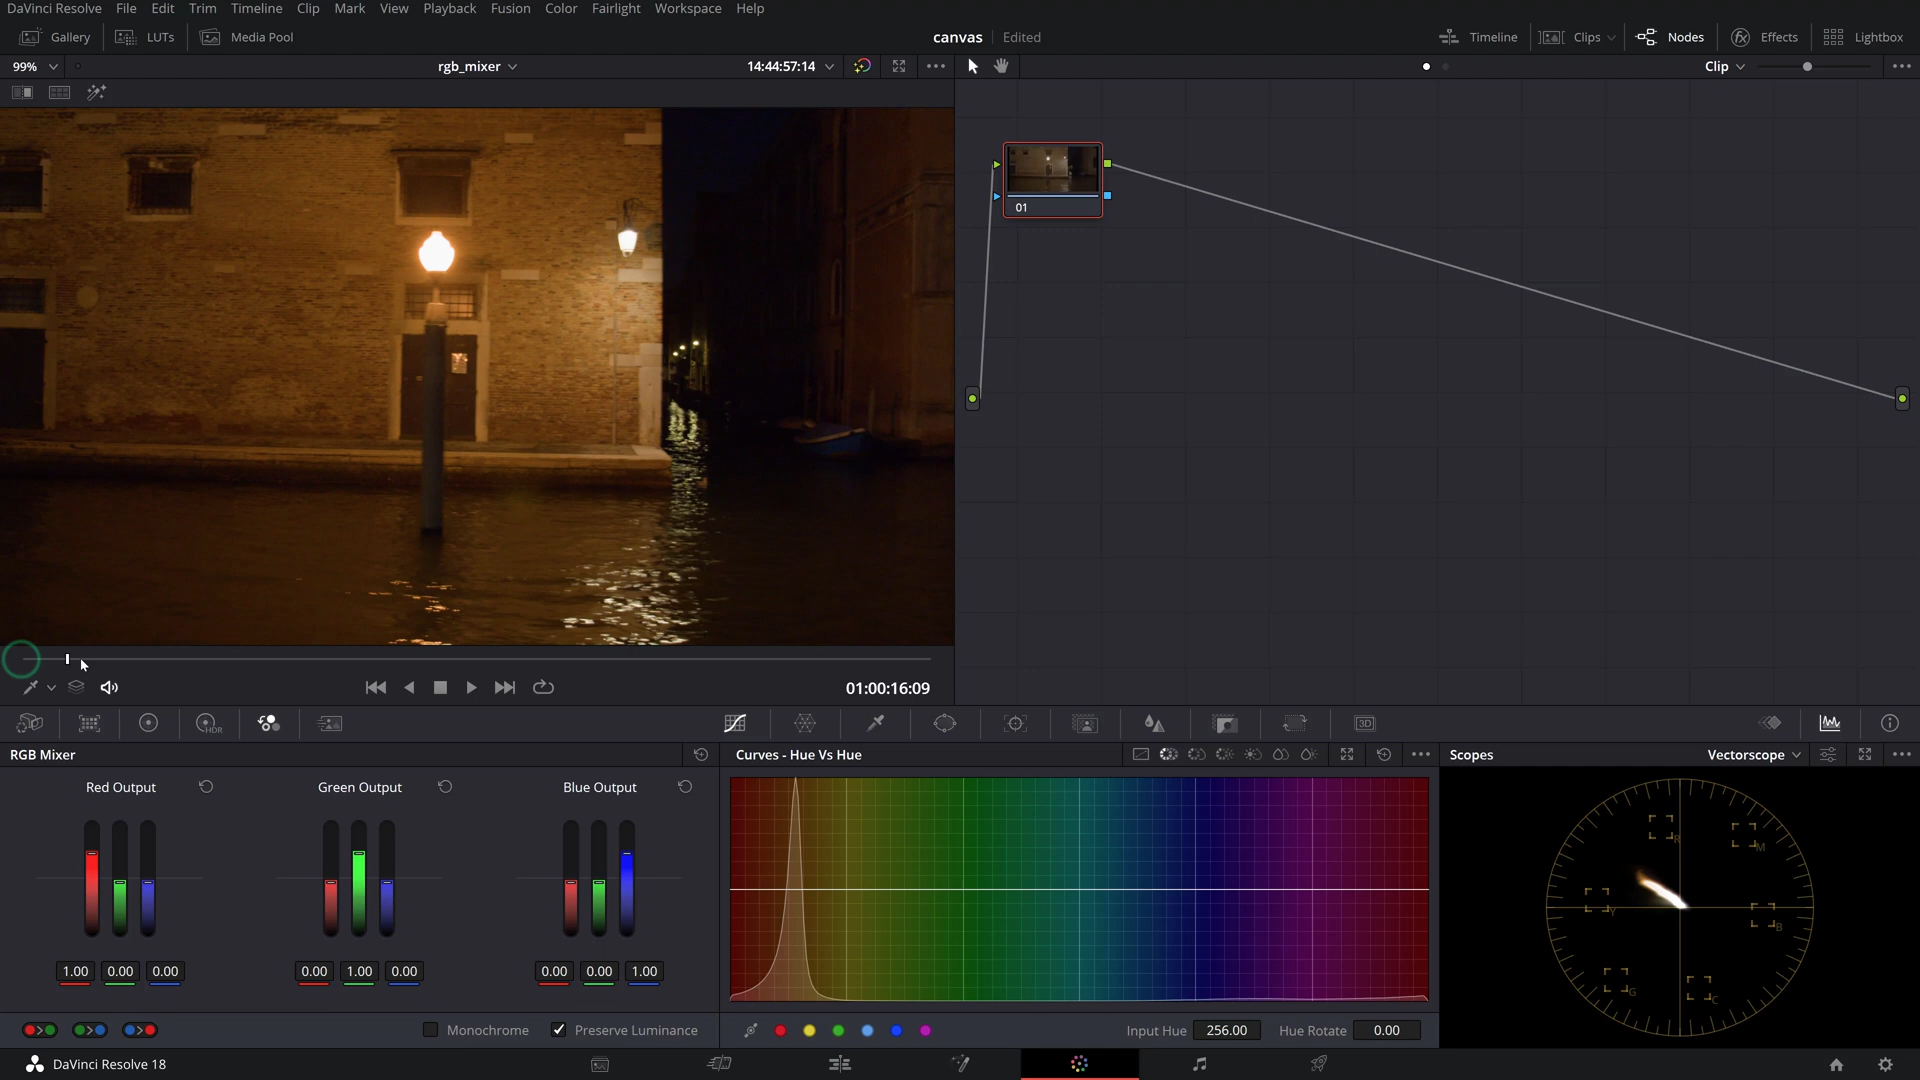 DaVinci Resolve File Edit Trim Timeline Clip Mark View Playback Fusion Color Fairlight Workspace Help
Gallery LUTs Media Pool canvas Edited Timeline Clips Nodes Effects Lightbox
99% rgb_mixer 14:44:57:14 Clip
01
01:00:16:09
HDR 3D
RGB Mixer Curves - Hue Vs Hue Scopes Vectorscope
Red Output Green Output Blue Output
R M
Y B
G C
1.00 0.00 0.00 0.00 1.00 0.00 0.00 0.00 1.00
Monochrome Preserve Luminance Input Hue 256.00 Hue Rotate 0.00
DaVinci Resolve 18